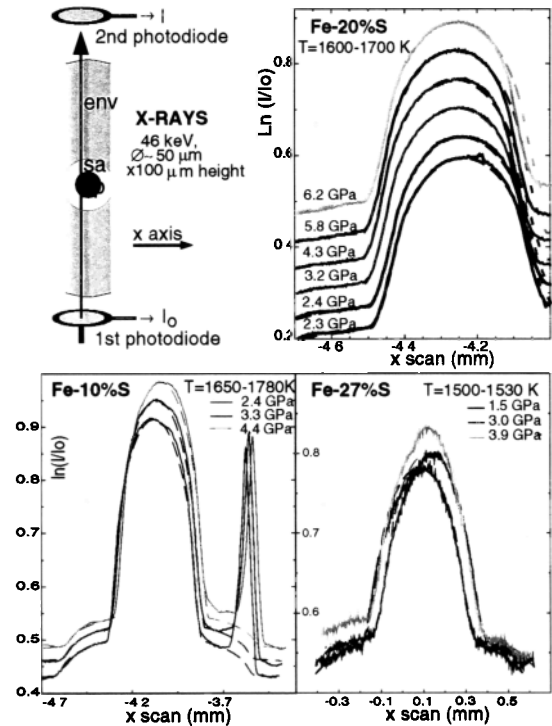 → I
2nd photodiode
env
X-RAYS
46 keV,
Ø~ 50 µm
x100 µm height
sa
x axis
→ Io
1st photodiode
Fe-20%S
T=1600-1700 K
Ln (I/Io)
0.8
0.6
0.4
0.2
6.2 GPa
5.8 GPa
4.3 GPa
3.2 GPa
2.4 GPa
2.3 GPa
-4 6
-4 4
-4.2
x scan (mm)
Fe-10%S
T=1650-1780K
2.4 GPa
3.3 GPa
4.4 GPa
ln(I/Io)
0.9
0.8
0.7
0.6
0.5
0.4
-4 7
-4 2
-3.7
x scan (mm)
Fe-27%S
T=1500-1530 K
1.5 GPa
3.0 GPa
3.9 GPa
0.8
0.7
0.6
-0.3
-0.1
0.1
0.3
0.5
x scan (mm)